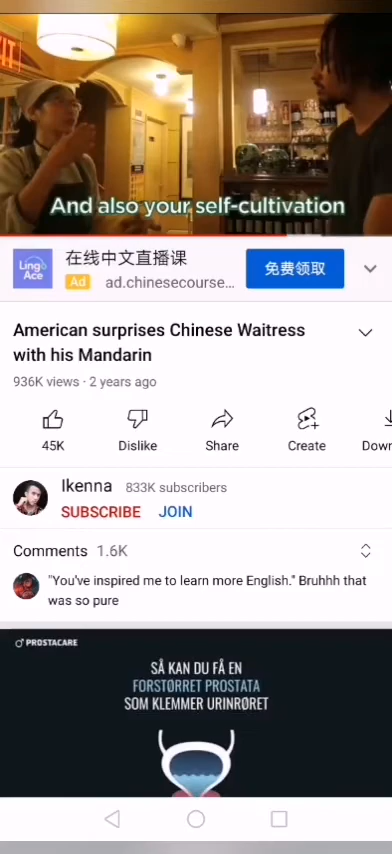 And also your self-cultivation
Ling
Ace
在线中文直播课
免费领取
Ad ad.chinesecourse...
American surprises Chinese Waitress
with his Mandarin
936K views · 2 years ago
45K Dislike Share Create Down
Ikenna 833K subscribers
SUBSCRIBE JOIN
Comments 1.6K
"You've inspired me to learn more English." Bruhhh that
was so pure
PROSTACARE
SÅ KAN DU FÅ EN
FORSTØRRET PROSTATA
SOM KLEMMER URINRØRET